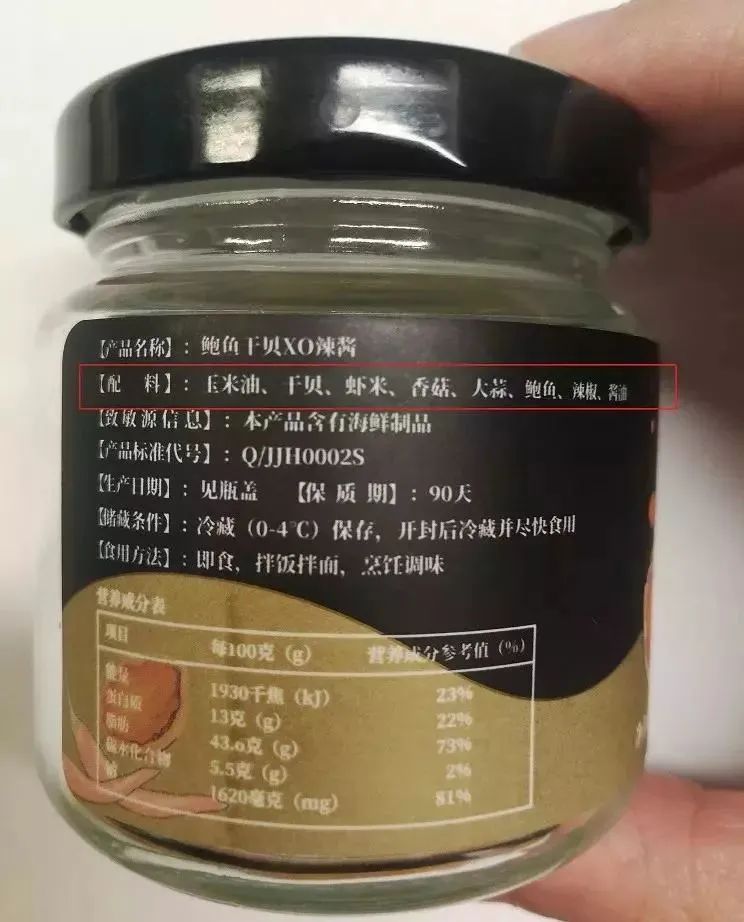 【产品名称】：鲍鱼干贝XO辣酱
【配 料】：玉米油、干贝、虾米、香菇、大蒜、鲍鱼、辣椒、酱油
【致敏源信息】：本产品含有海鲜制品
【产品标准代号】：Q/JJH0002S
【生产日期】：见瓶盖 【保 质 期】：90天
【储藏条件】：冷藏（0-4℃）保存，开封后冷藏并尽快食用
【食用方法】：即食，拌饭拌面，烹饪调味
营养成分表
项目 每100克（g） 营养成分参考值（%）
能量 1930千焦（kJ） 23%
蛋白质 13克（g） 22%
脂肪 43.6克（g） 73%
碳水化合物 5.5克（g） 2%
钠 1620毫克（mg） 81%